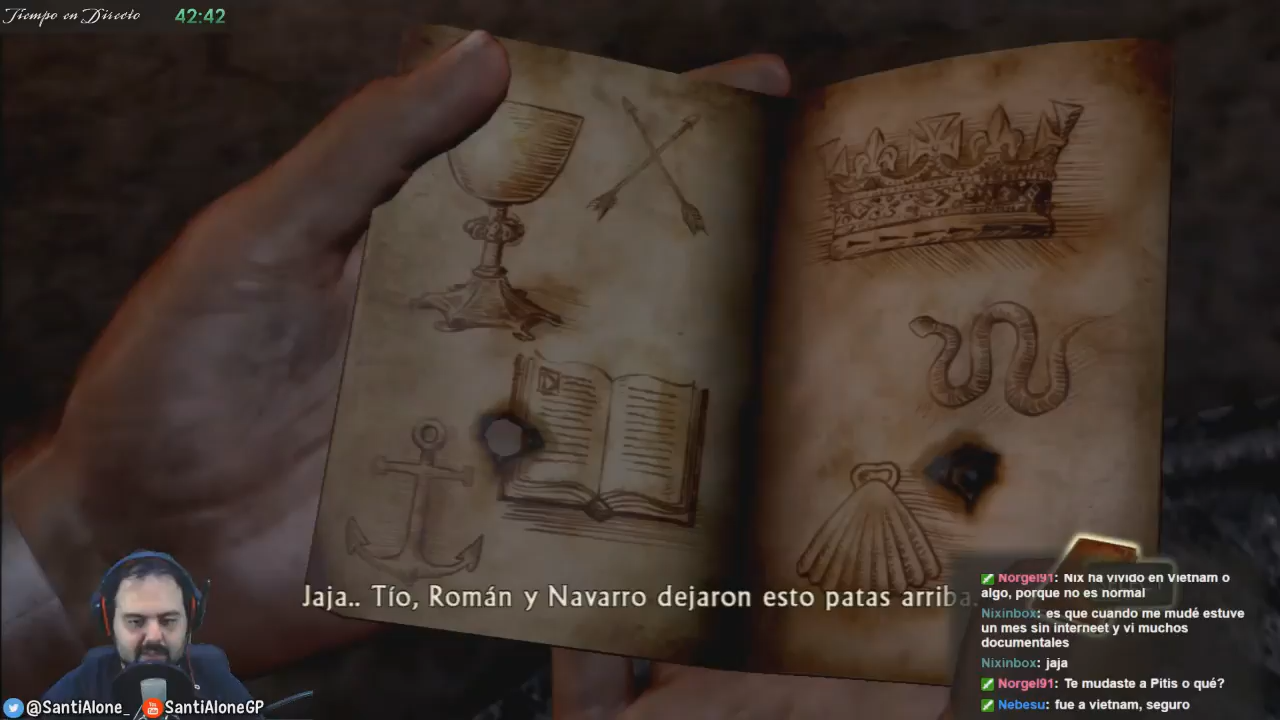 Tiempo en Directo 42:42
Jaja.. Tío, Román y Navarro dejaron esto patas arriba.
Norgel91: Nix ha vivido en Vietnam o
algo, porque no es normal
Nixinbox: es que cuando me mudé estuve
un mes sin interneet y vi muchos
documentales
Nixinbox: jaja
Norgel91: Te mudaste a Pitis o qué?
Nebesu: fue a vietnam, seguro
@SantiAlone_ SantiAloneGP